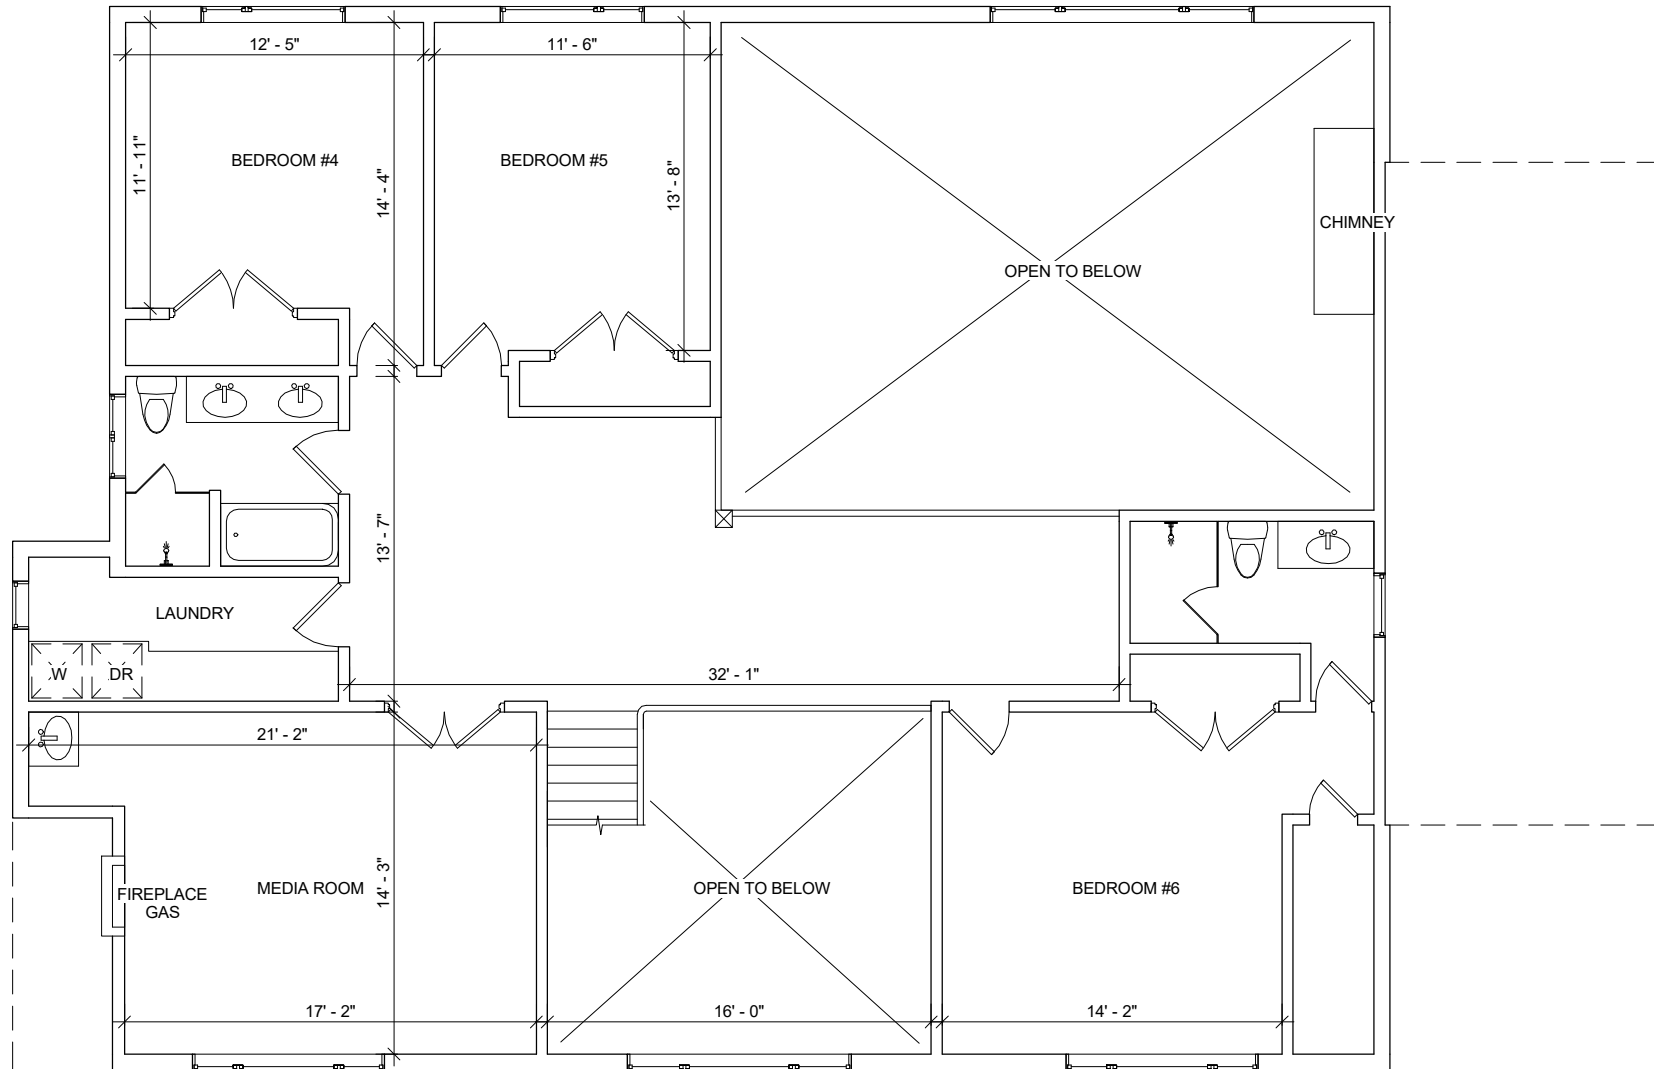 12' - 5"
11' - 6"
11' - 11"
BEDROOM #4
14' - 4"
BEDROOM #5
13' - 8"
CHIMNEY
OPEN TO BELOW
13' - 7"
LAUNDRY
W
DR
32' - 1"
21' - 2"
FIREPLACE
GAS
MEDIA ROOM
14' - 3"
OPEN TO BELOW
BEDROOM #6
17' - 2"
16' - 0"
14' - 2"